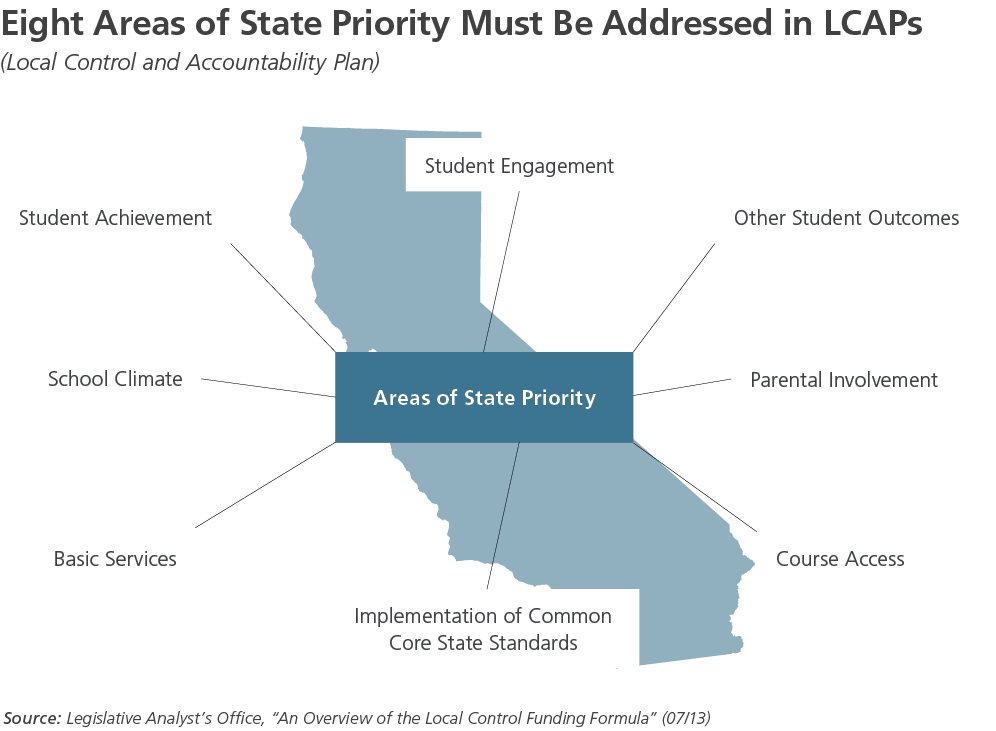 Eight Areas of State Priority Must Be Addressed in LCAPs
(Local Control and Accountability Plan)
Student Engagement
Student Achievement
Other Student Outcomes
School Climate
Areas of State Priority
Parental Involvement
Basic Services
Course Access
Implementation of Common
Core State Standards
Source: Legislative Analyst’s Office, “An Overview of the Local Control Funding Formula” (07/13)